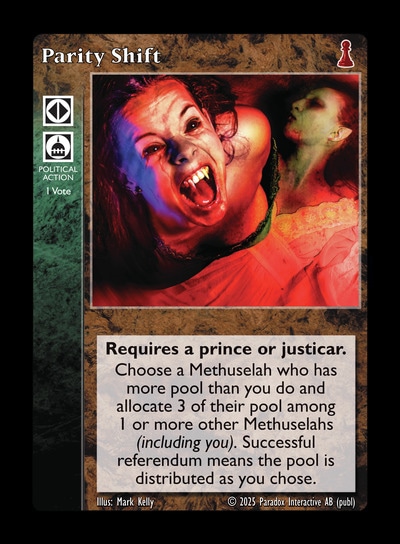 Parity Shift
POLITICAL
ACTION
1 Vote
Requires a prince or justicar.
Choose a Methuselah who has
more pool than you do and
allocate 3 of their pool among
1 or more other Methuselahs
(including you). Successful
referendum means the pool is
distributed as you chose.
Illus: Mark Kelly © 2025 Paradox Interactive AB (publ)